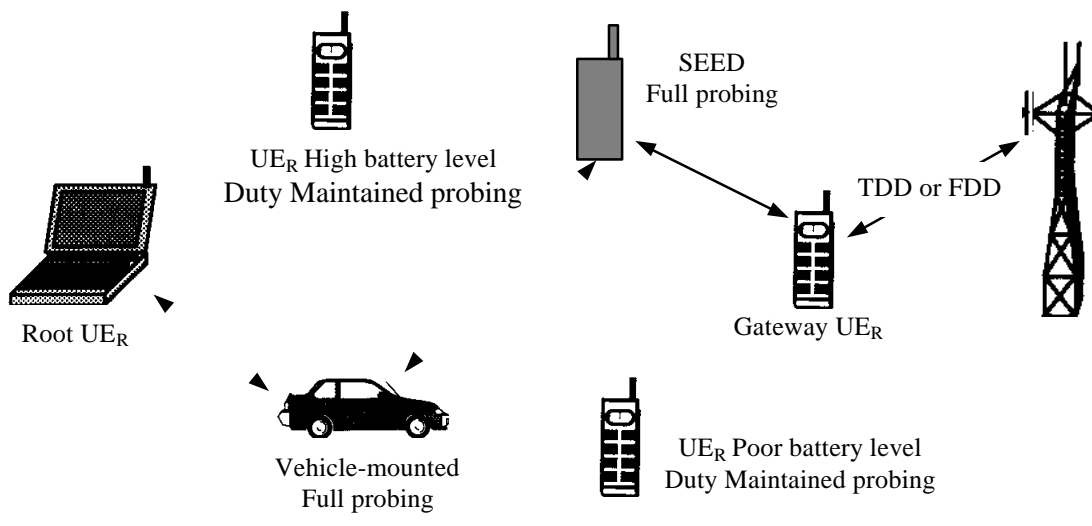 SEED
Full probing
UE_R High battery level
Duty Maintained probing
TDD or FDD
Root UE_R
Gateway UE_R
Vehicle-mounted
Full probing
UE_R Poor battery level
Duty Maintained probing